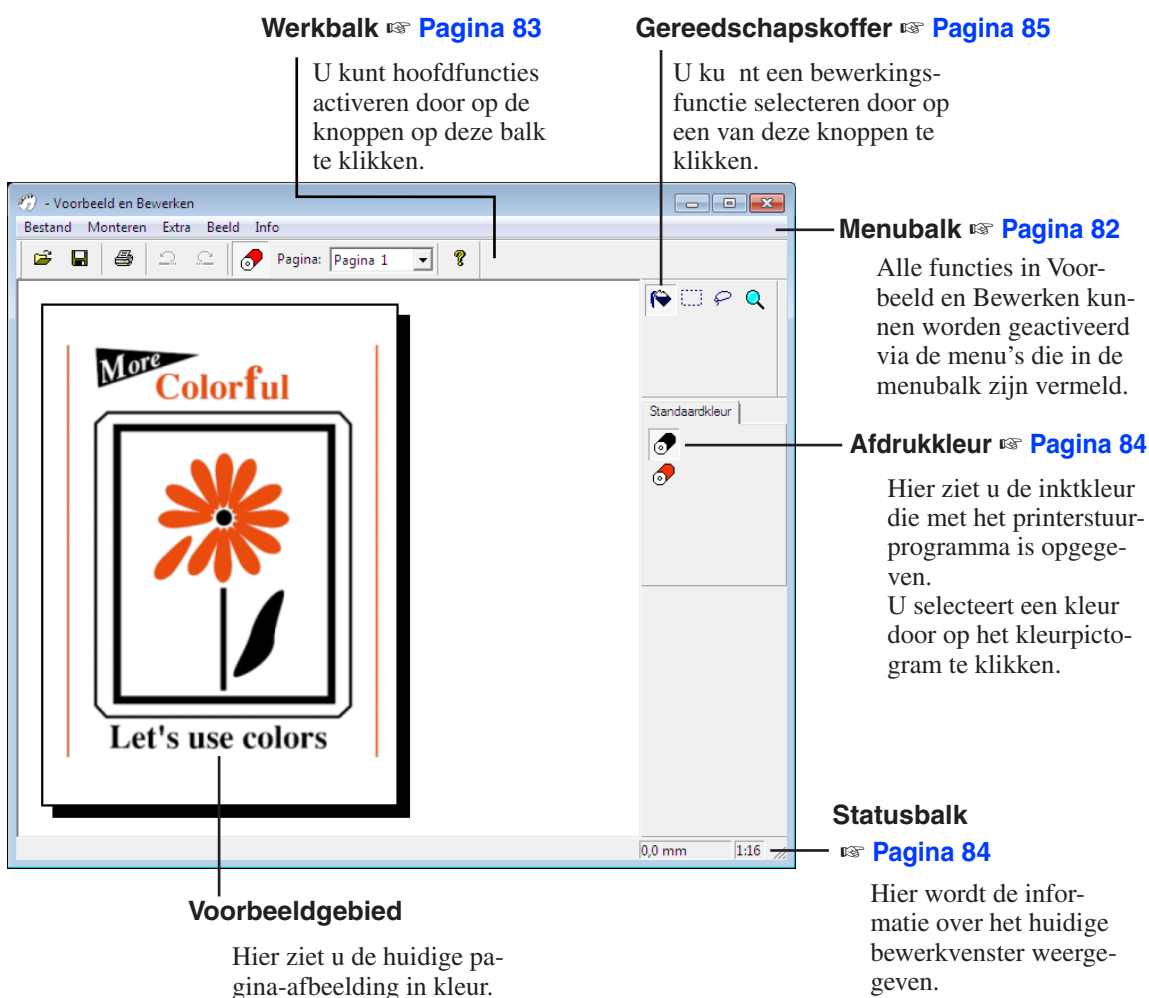 Werkbalk ☞ Pagina 83
U kunt hoofdfuncties
activeren door op de
knoppen op deze balk
te klikken.
Gereedschapskoffer ☞ Pagina 85
U ku nt een bewerkings-
functie selecteren door op
een van deze knoppen te
klikken.
- Voorbeeld en Bewerken
Bestand Monteren Extra Beeld Info
Pagina: Pagina 1
Menubalk ☞ Pagina 82
Alle functies in Voor-
beeld en Bewerken kun-
nen worden geactiveerd
via de menu's die in de
menubalk zijn vermeld.
More
Colorful
Let's use colors
Standaardkleur
Afdrukkleur ☞ Pagina 84
Hier ziet u de inktkleur
die met het printerstuur-
programma is opgege-
ven.
U selecteert een kleur
door op het kleurpicto-
gram te klikken.
0,0 mm 1:16
Statusbalk
☞ Pagina 84
Hier wordt de infor-
matie over het huidige
bewerkvenster weerge-
geven.
Voorbeeldgebied
Hier ziet u de huidige pa-
gina-afbeelding in kleur.